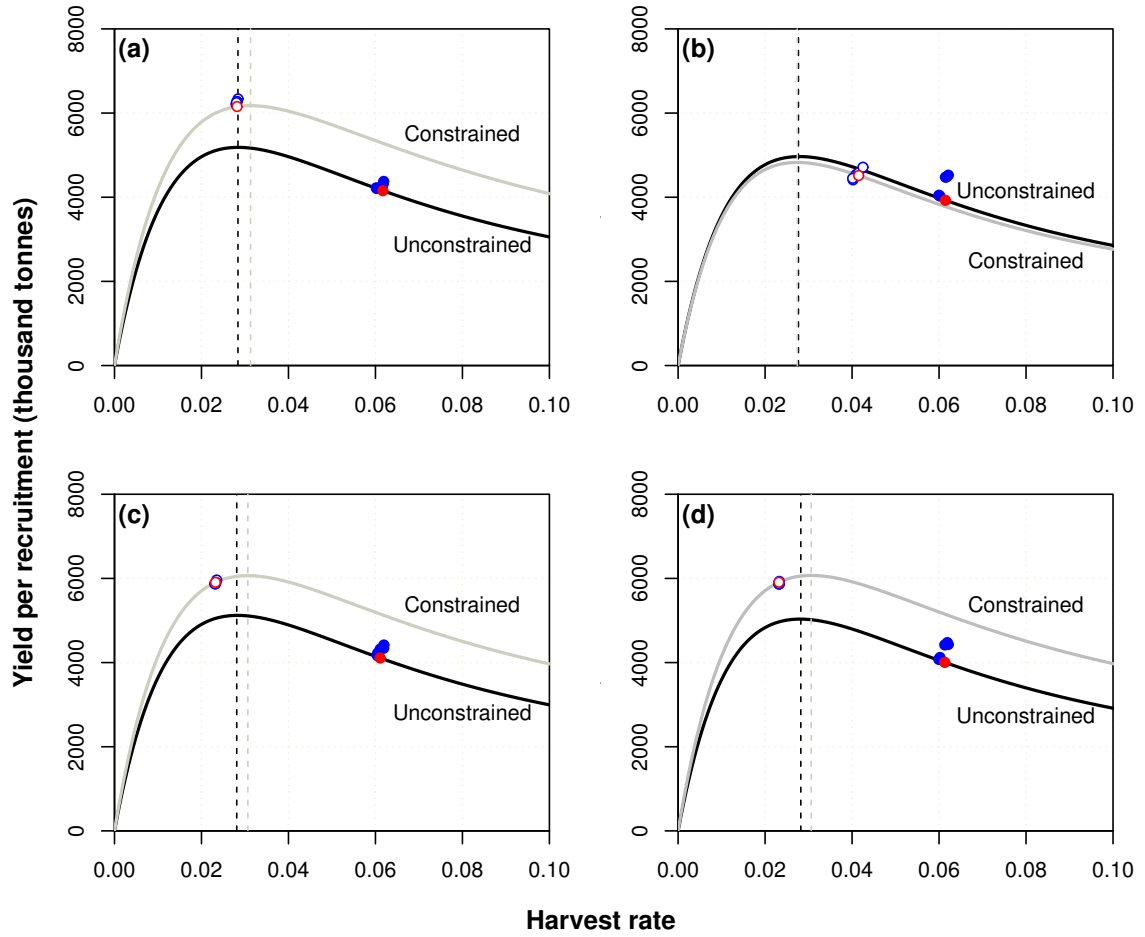 Yield per recruitment (thousand tonnes)
(a)
8000
6000
4000
2000
0
Constrained
Unconstrained
0.00 0.02 0.04 0.06 0.08 0.10
(b)
8000
6000
4000
2000
0
Unconstrained
Constrained
0.00 0.02 0.04 0.06 0.08 0.10
(c)
8000
6000
4000
2000
0
Constrained
Unconstrained
0.00 0.02 0.04 0.06 0.08 0.10
(d)
8000
6000
4000
2000
0
Constrained
Unconstrained
0.00 0.02 0.04 0.06 0.08 0.10
Harvest rate